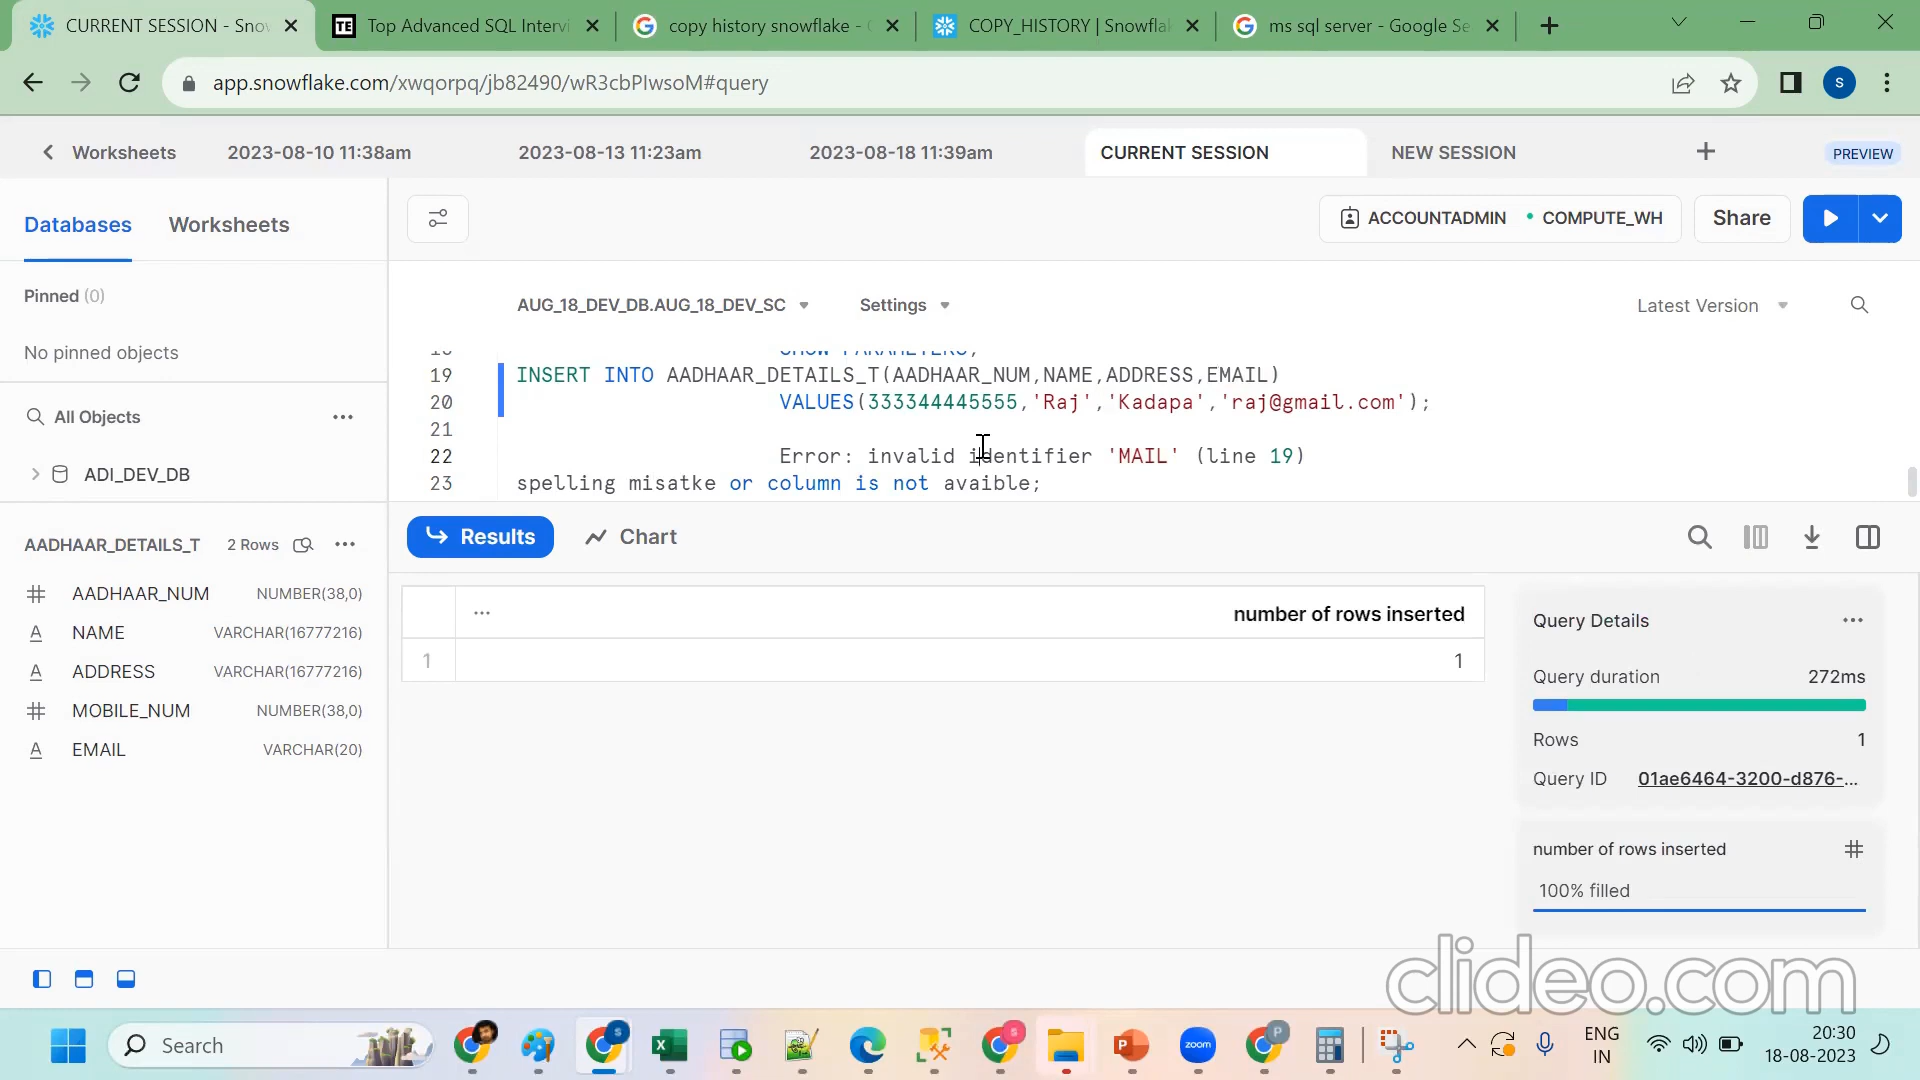 CURRENT SESSION - Snow
Top Advanced SQL Intervi
copy history snowflake -
COPY_HISTORY | Snowflak
ms sql server - Google Se
app.snowflake.com/xwqorpq/jb82490/wR3cbPIwsoM#query
S
Worksheets
2023-08-10 11:38am
2023-08-13 11:23am
2023-08-18 11:39am
CURRENT SESSION
NEW SESSION
PREVIEW
Databases
Worksheets
ACCOUNTADMIN
COMPUTE_WH
Share
Pinned (0)
No pinned objects
All Objects
ADI_DEV_DB
AUG_18_DEV_DB.AUG_18_DEV_SC
Settings
Latest Version
18 SHOW PARAMETERS;
19 INSERT INTO AADHAAR_DETAILS_T(AADHAAR_NUM,NAME,ADDRESS,EMAIL)
20 VALUES(333344445555,'Raj','Kadapa','raj@gmail.com');
21
22 Error: invalid identifier 'MAIL' (line 19)
23 spelling misatke or column is not avaible;
AADHAAR_DETAILS_T 2 Rows
AADHAAR_NUM NUMBER(38,0)
NAME VARCHAR(16777216)
ADDRESS VARCHAR(16777216)
MOBILE_NUM NUMBER(38,0)
EMAIL VARCHAR(20)
Results
Chart
number of rows inserted
1 1
Query Details
Query duration 272ms
Rows 1
Query ID 01ae6464-3200-d876-...
number of rows inserted
100% filled
clideo.com
Search
zoom
ENG
IN
20:30
18-08-2023